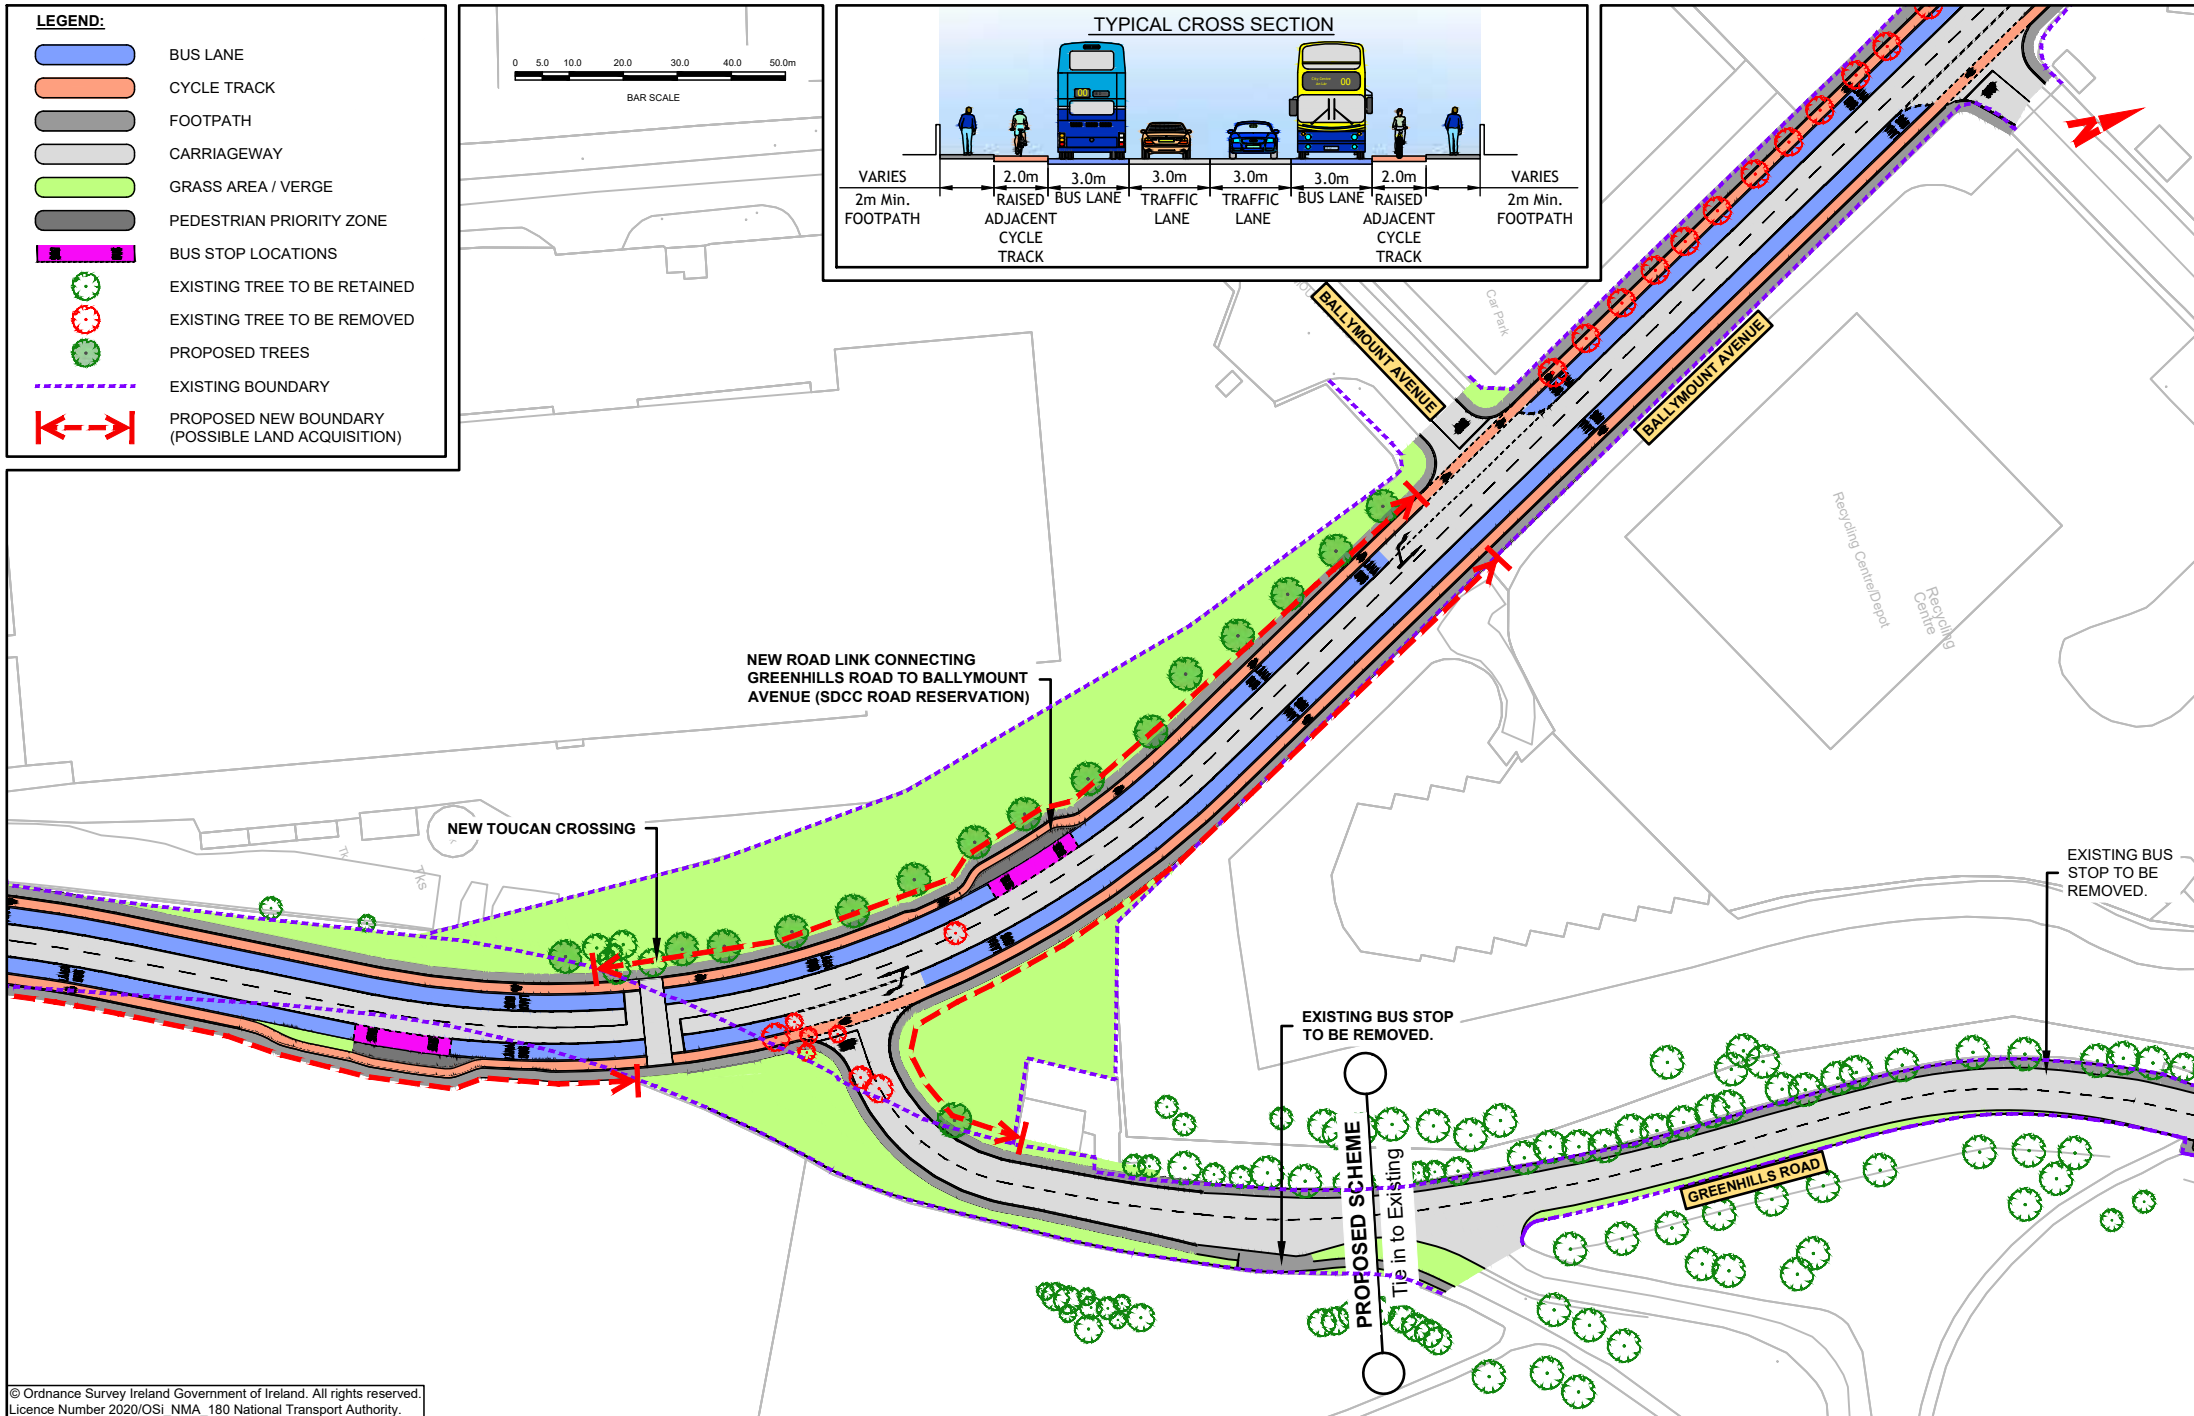 LEGEND:
BUS LANE
CYCLE TRACK
FOOTPATH
CARRIAGEWAY
GRASS AREA / VERGE
PEDESTRIAN PRIORITY ZONE
BUS STOP LOCATIONS
EXISTING TREE TO BE RETAINED
EXISTING TREE TO BE REMOVED
PROPOSED TREES
EXISTING BOUNDARY
PROPOSED NEW BOUNDARY
(POSSIBLE LAND ACQUISITION)
0 5.0 10.0 20.0 30.0 40.0 50.0m
BAR SCALE
TYPICAL CROSS SECTION
00
00
VARIES
2m Min.
FOOTPATH
2.0m
RAISED
ADJACENT
CYCLE
TRACK
3.0m
BUS LANE
3.0m
TRAFFIC
LANE
3.0m
TRAFFIC
LANE
3.0m
BUS LANE
2.0m
RAISED
ADJACENT
CYCLE
TRACK
VARIES
2m Min.
FOOTPATH
N
BALLYMOUNT AVENUE
Car Park
BALLYMOUNT AVENUE
Recycling Centre/Depot
Recycling
Centre
NEW ROAD LINK CONNECTING
GREENHILLS ROAD TO BALLYMOUNT
AVENUE (SDCC ROAD RESERVATION)
NEW TOUCAN CROSSING
Tk
Tks
EXISTING BUS
STOP TO BE
REMOVED.
EXISTING BUS STOP
TO BE REMOVED.
PROPOSED SCHEME
Tie in to Existing
GREENHILLS ROAD
© Ordnance Survey Ireland Government of Ireland. All rights reserved.
Licence Number 2020/OSi_NMA_180 National Transport Authority.